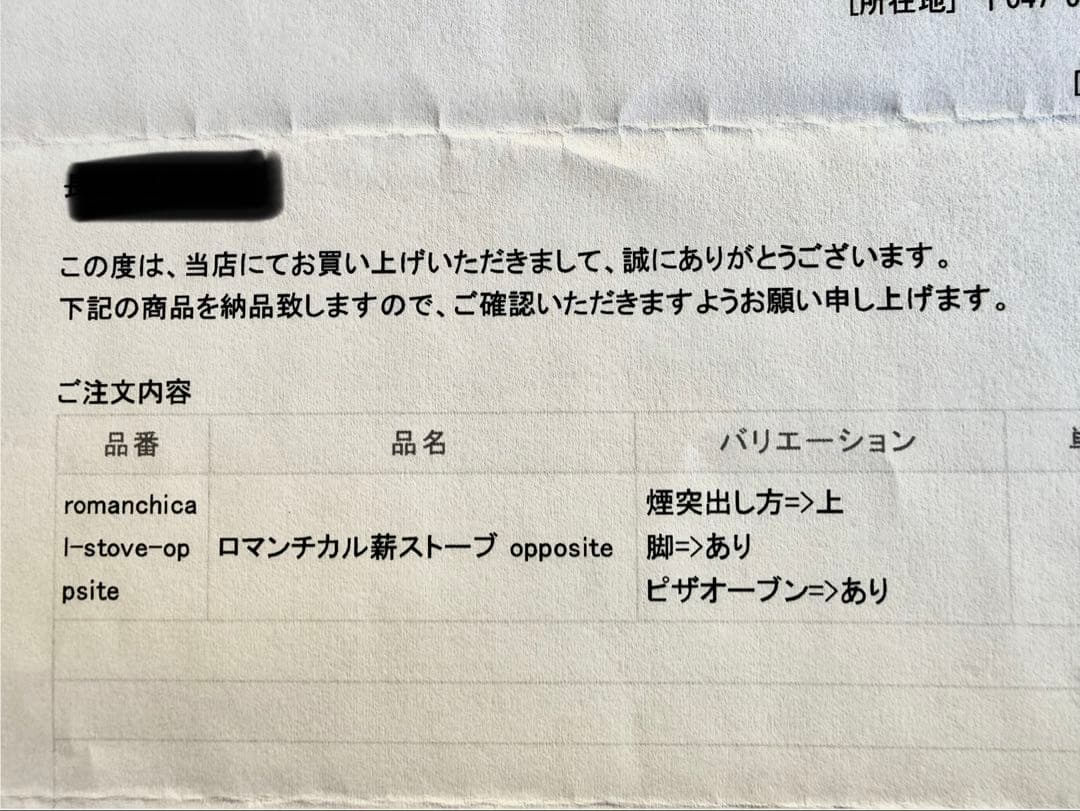 [所在地] 〒047-0
[
この度は、当店にてお買い上げいただきまして、誠にありがとうございます。
下記の商品を納品致しますので、ご確認いただきますようお願い申し上げます。
ご注文内容
品番 品名 バリエーション
romanchica
l-stove-op
psite
ロマンチカル薪ストーブ opposite
煙突出し方=>上
脚=>あり
ピザオーブン=>あり